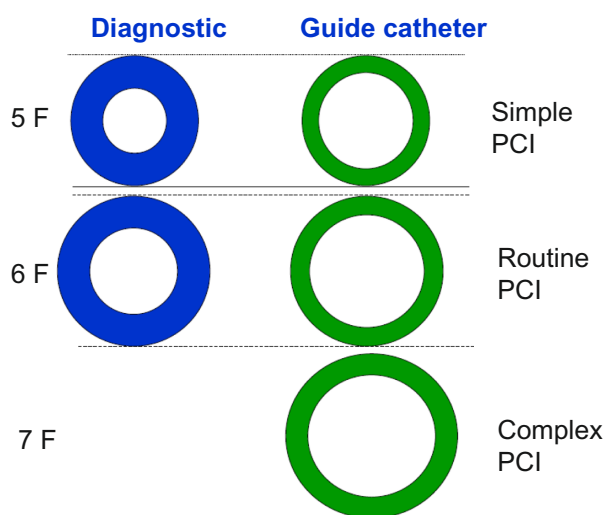 Diagnostic Guide catheter
5 F
Simple
PCI
6 F
Routine
PCI
7 F
Complex
PCI